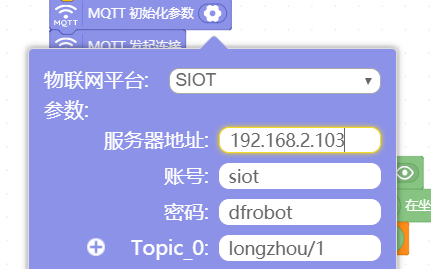 MQTT 初始化参数
MQTT
MQTT 发起连接
物联网平台: SIOT
参数:
服务器地址: 192.168.2.103
账号: siot
密码: dfrobot
Topic_0: longzhou/1
在坐